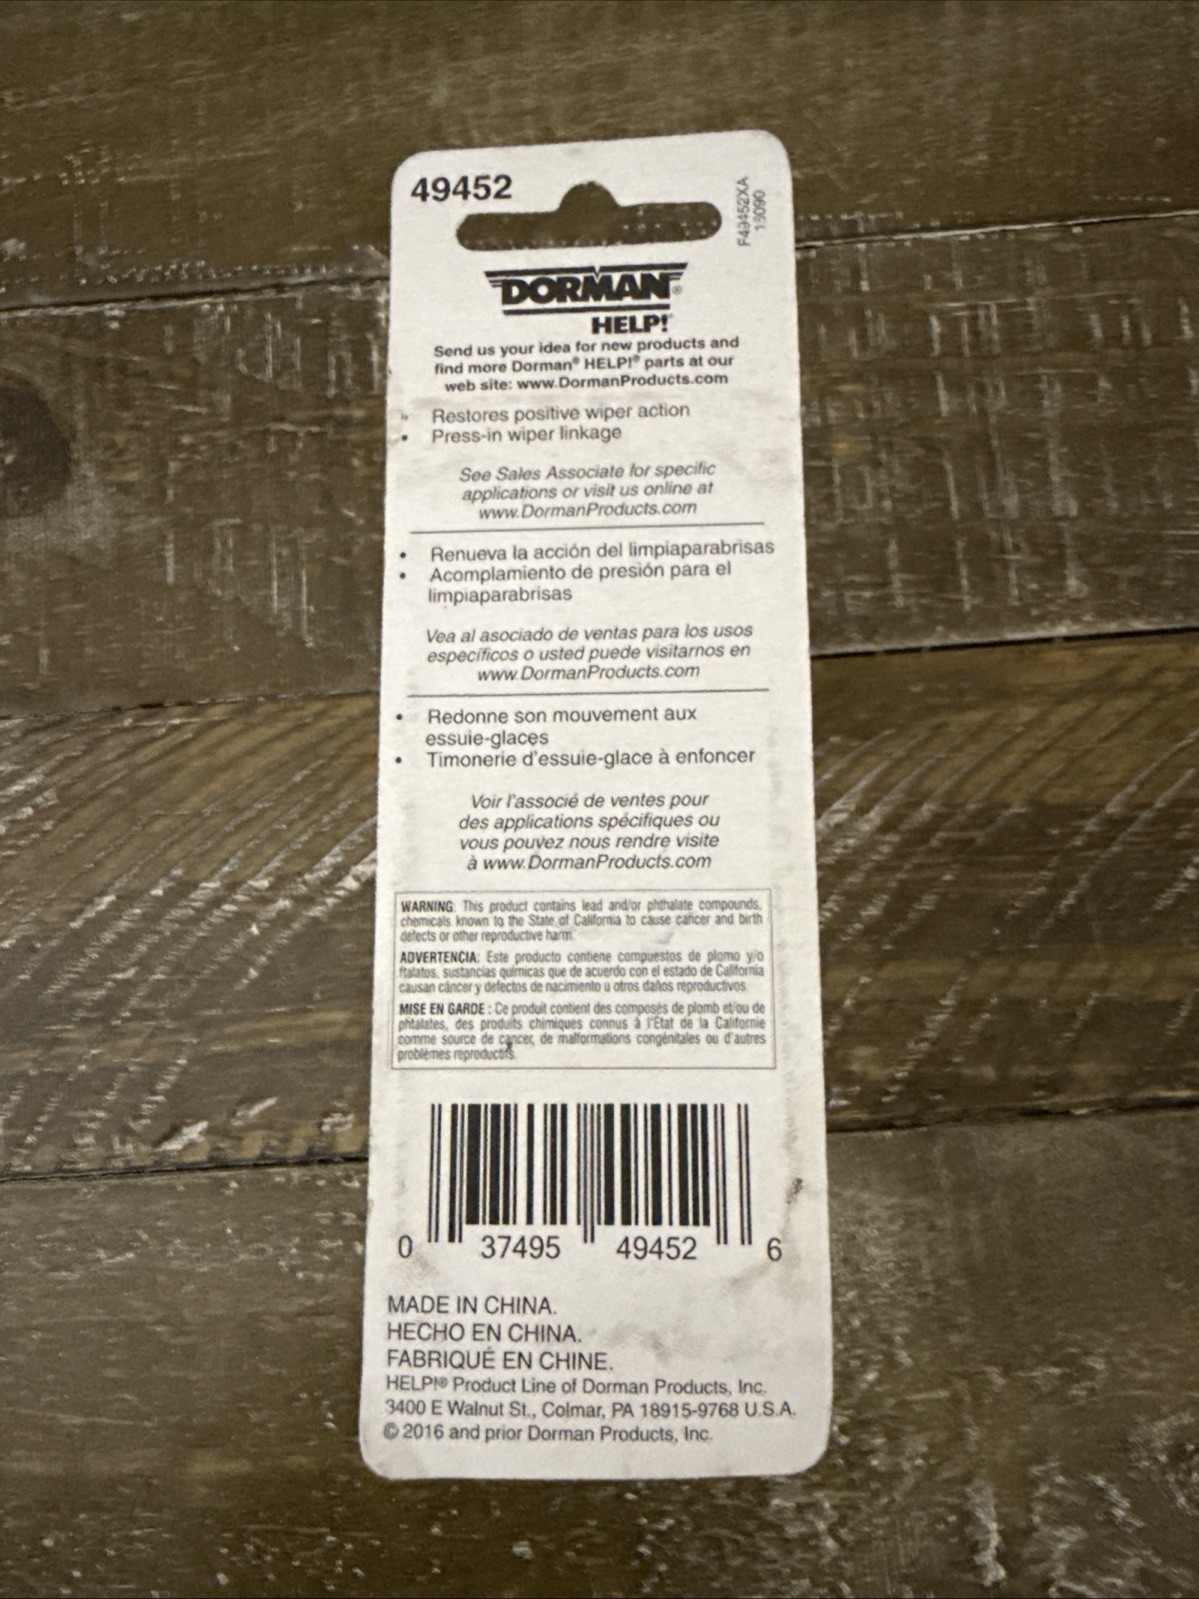 49452
F49452XA
DORMAN®
HELP!
Send us your idea for new products and
find more Dorman® HELP!® parts at our
web site: www.DormanProducts.com
• Restores positive wiper action
• Press-in wiper linkage
See Sales Associate for specific
applications or visit us online at
www.DormanProducts.com
• Renueva la acción del limpiaparabrisas
• Acomplamiento de presión para el
limpiaparabrisas
Vea al asociado de ventas para los usos
específicos o usted puede visitarnos en
www.DormanProducts.com
• Redonne son mouvement aux
essuie-glaces
• Timonerie d'essuie-glace à enfoncer
Voir l'associé de ventes pour
des applications spécifiques ou
vous pouvez nous rendre visite
à www.DormanProducts.com
WARNING: This product contains lead and/or phthalate compounds,
chemicals known to the State of California to cause cancer and birth
defects or other reproductive harm.
ADVERTENCIA: Este producto contiene compuestos de plomo y/o
ftalatos, sustancias químicas que de acuerdo con el estado de California
causan cáncer y defectos de nacimiento u otros daños reproductivos.
MISE EN GARDE : Ce produit contient des composés de plomb et/ou de
phtalates, des produits chimiques connus à l'État de la Californie
comme source de cancer, de malformations congénitales ou d'autres
problèmes reproductifs.
0 37495 49452 6
MADE IN CHINA.
HECHO EN CHINA.
FABRIQUÉ EN CHINE.
HELP!® Product Line of Dorman Products, Inc.
3400 E Walnut St., Colmar, PA 18915-9768 U.S.A.
© 2016 and prior Dorman Products, Inc.